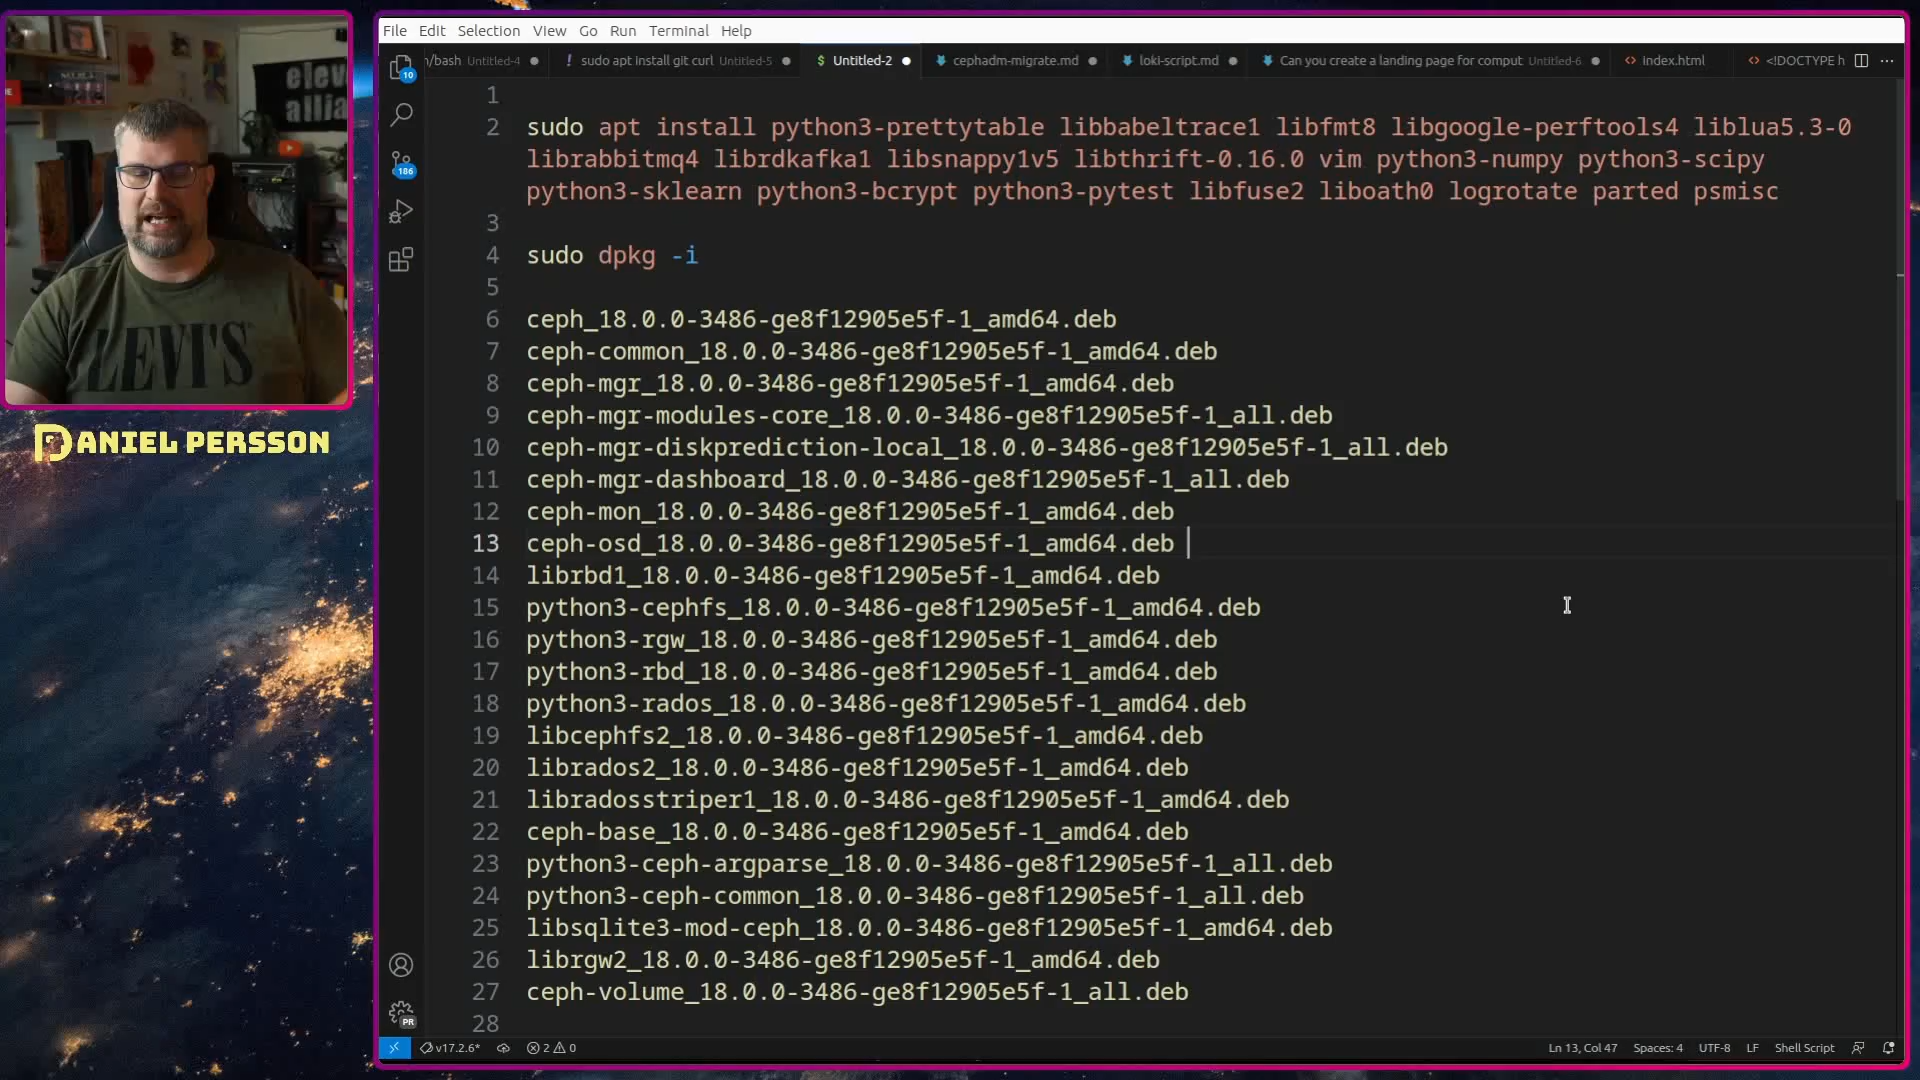 File Edit Selection View Go Run Terminal Help
n/bash Untitled-4
! sudo apt install git curl Untitled-5
$ Untitled-2
cephadm-migrate.md
loki-script.md
Can you create a landing page for comput Untitled-6
<> index.html
<> <!DOCTYPE h
10
186
1
2 sudo apt install python3-prettytable libbabeltrace1 libfmt8 libgoogle-perftools4 liblua5.3-0
librabbitmq4 librdkafka1 libsnappy1v5 libthrift-0.16.0 vim python3-numpy python3-scipy
python3-sklearn python3-bcrypt python3-pytest libfuse2 liboath0 logrotate parted psmisc
3
4 sudo dpkg -i
5
6 ceph_18.0.0-3486-ge8f12905e5f-1_amd64.deb
7 ceph-common_18.0.0-3486-ge8f12905e5f-1_amd64.deb
8 ceph-mgr_18.0.0-3486-ge8f12905e5f-1_amd64.deb
9 ceph-mgr-modules-core_18.0.0-3486-ge8f12905e5f-1_all.deb
10 ceph-mgr-diskprediction-local_18.0.0-3486-ge8f12905e5f-1_all.deb
11 ceph-mgr-dashboard_18.0.0-3486-ge8f12905e5f-1_all.deb
12 ceph-mon_18.0.0-3486-ge8f12905e5f-1_amd64.deb
13 ceph-osd_18.0.0-3486-ge8f12905e5f-1_amd64.deb
14 librbd1_18.0.0-3486-ge8f12905e5f-1_amd64.deb
15 python3-cephfs_18.0.0-3486-ge8f12905e5f-1_amd64.deb
16 python3-rgw_18.0.0-3486-ge8f12905e5f-1_amd64.deb
17 python3-rbd_18.0.0-3486-ge8f12905e5f-1_amd64.deb
18 python3-rados_18.0.0-3486-ge8f12905e5f-1_amd64.deb
19 libcephfs2_18.0.0-3486-ge8f12905e5f-1_amd64.deb
20 librados2_18.0.0-3486-ge8f12905e5f-1_amd64.deb
21 libradosstriper1_18.0.0-3486-ge8f12905e5f-1_amd64.deb
22 ceph-base_18.0.0-3486-ge8f12905e5f-1_amd64.deb
23 python3-ceph-argparse_18.0.0-3486-ge8f12905e5f-1_all.deb
24 python3-ceph-common_18.0.0-3486-ge8f12905e5f-1_all.deb
25 libsqlite3-mod-ceph_18.0.0-3486-ge8f12905e5f-1_amd64.deb
26 librgw2_18.0.0-3486-ge8f12905e5f-1_amd64.deb
27 ceph-volume_18.0.0-3486-ge8f12905e5f-1_all.deb
28
PR
v17.2.6* 2 0 Ln 13, Col 47 Spaces: 4 UTF-8 LF Shell Script
elev
allia
LEVI'S
DANIEL PERSSON